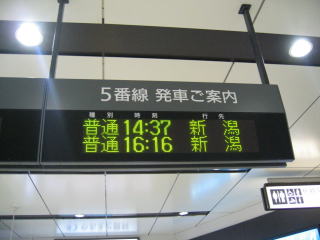 5番線 発車ご案内
種別 時刻 行先
普通 14:37 新潟
普通 16:16 新潟